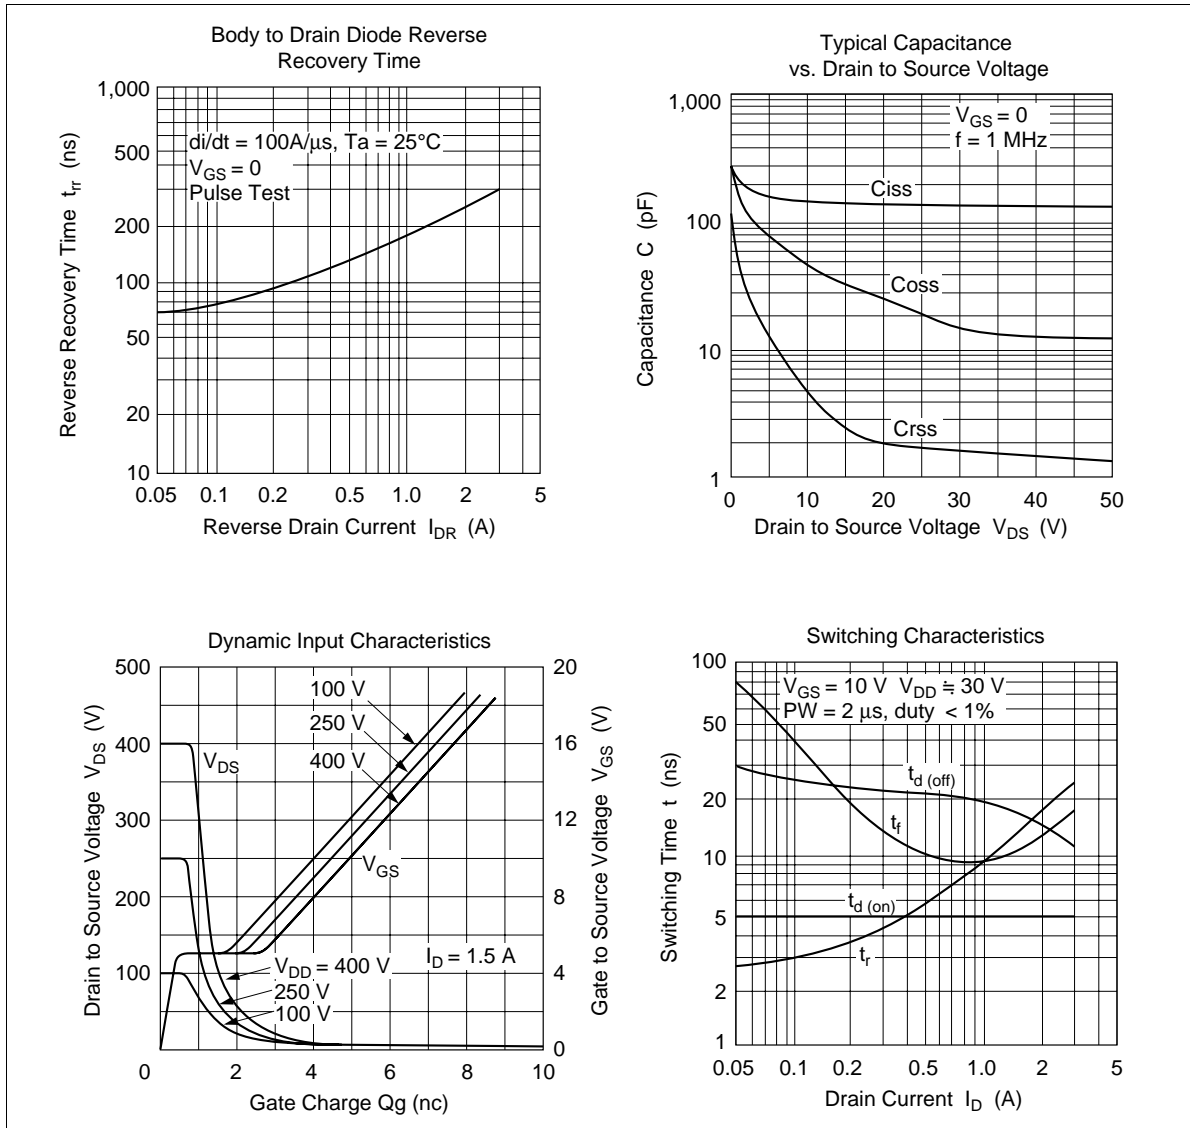 Body to Drain Diode Reverse
Recovery Time
1,000
500
200
100
50
20
10
Reverse Recovery Time trr (ns)
di/dt = 100A/µs, Ta = 25°C
VGS = 0
Pulse Test
0.05 0.1 0.2 0.5 1.0 2 5
Reverse Drain Current IDR (A)
Typical Capacitance
vs. Drain to Source Voltage
1,000
100
10
1
Capacitance C (pF)
VGS = 0
f = 1 MHz
Ciss
Coss
Crss
0 10 20 30 40 50
Drain to Source Voltage VDS (V)
Dynamic Input Characteristics
500
400
300
200
100
0
Drain to Source Voltage VDS (V)
20
16
12
8
4
0
Gate to Source Voltage VGS (V)
100 V
250 V
400 V
VDS
VGS
ID = 1.5 A
VDD = 400 V
250 V
100 V
2 4 6 8 10
Gate Charge Qg (nc)
Switching Characteristics
100
50
20
10
5
2
1
Switching Time t (ns)
VGS = 10 V VDD ≒ 30 V
PW = 2 µs, duty < 1%
td (off)
tf
td (on)
tr
0.05 0.1 0.2 0.5 1.0 2 5
Drain Current ID (A)